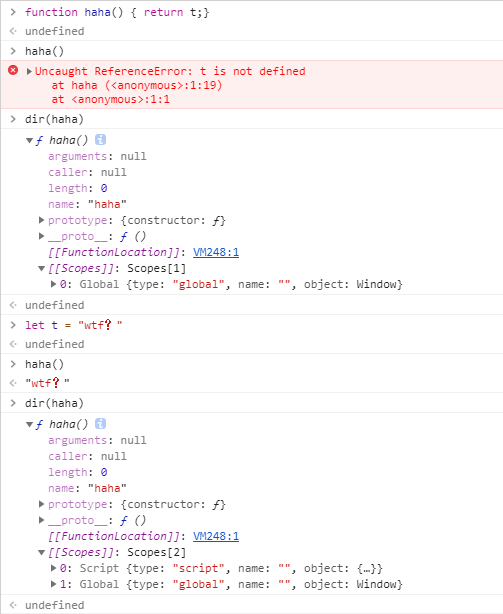 function haha() { return t;}
undefined
haha()
Uncaught ReferenceError: t is not defined
at haha (<anonymous>:1:19)
at <anonymous>:1:1
dir(haha)
ƒ haha() i
arguments: null
caller: null
length: 0
name: "haha"
prototype: {constructor: ƒ}
__proto__: ƒ ()
[[FunctionLocation]]: VM248:1
[[Scopes]]: Scopes[1]
0: Global {type: "global", name: "", object: Window}
undefined
let t = "wtf❓"
undefined
haha()
"wtf❓"
dir(haha)
ƒ haha() i
arguments: null
caller: null
length: 0
name: "haha"
prototype: {constructor: ƒ}
__proto__: ƒ ()
[[FunctionLocation]]: VM248:1
[[Scopes]]: Scopes[2]
0: Script {type: "script", name: "", object: {…}}
1: Global {type: "global", name: "", object: Window}
undefined